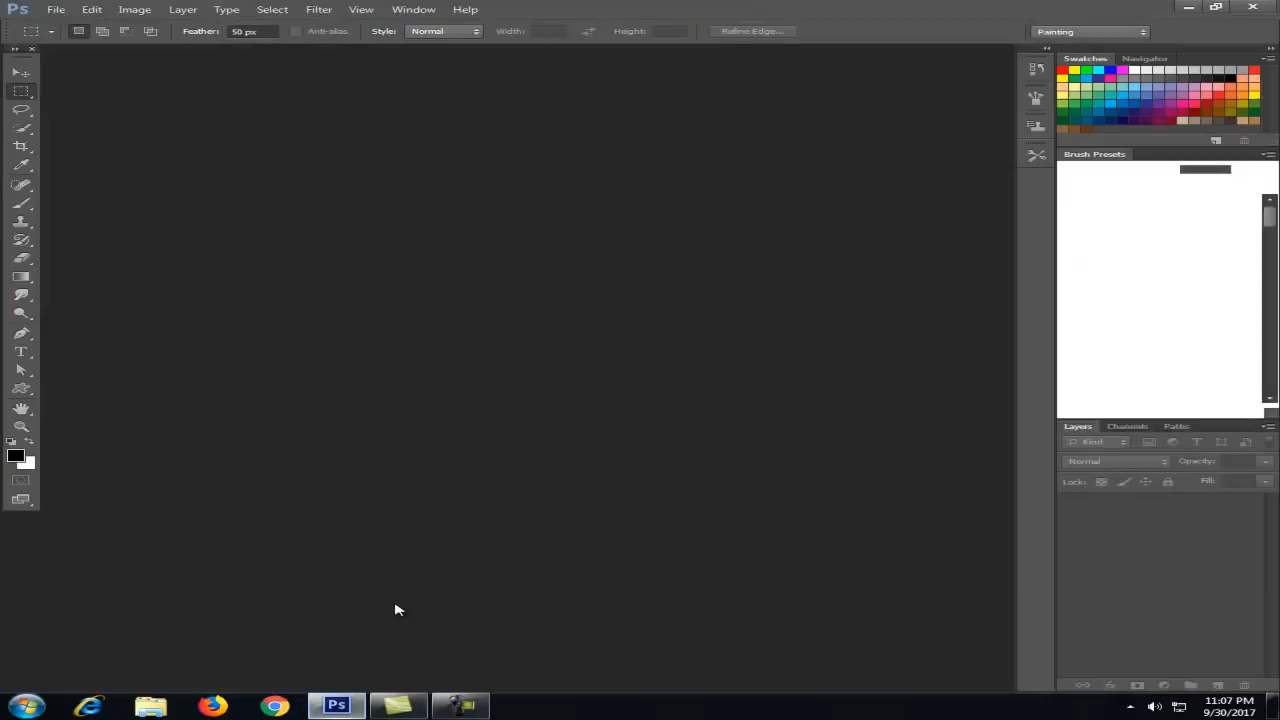 Ps File Edit Image Layer Type Select Filter View Window Help
Feather: 50 px Anti-alias Style: Normal Width: Height: Refine Edge... Painting
Swatches Navigator
Brush Presets
Layers Channels Paths
Kind
Normal Opacity:
Lock: Fill:
T
Ps
11:07 PM
9/30/2017